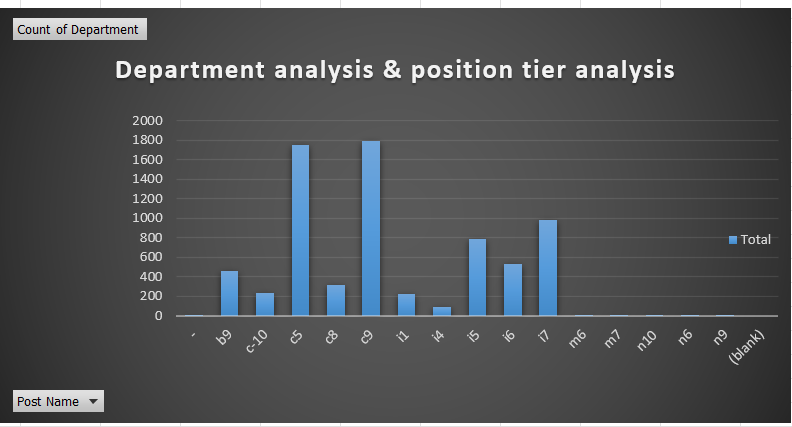 Count of Department
Department analysis & position tier analysis
2000
1800
1600
1400
1200
1000
800
600
400
200
0
Total
-
b9
c-10
c5
c8
c9
i1
i4
i5
i6
i7
m6
m7
n10
n6
n9
(blank)
Post Name